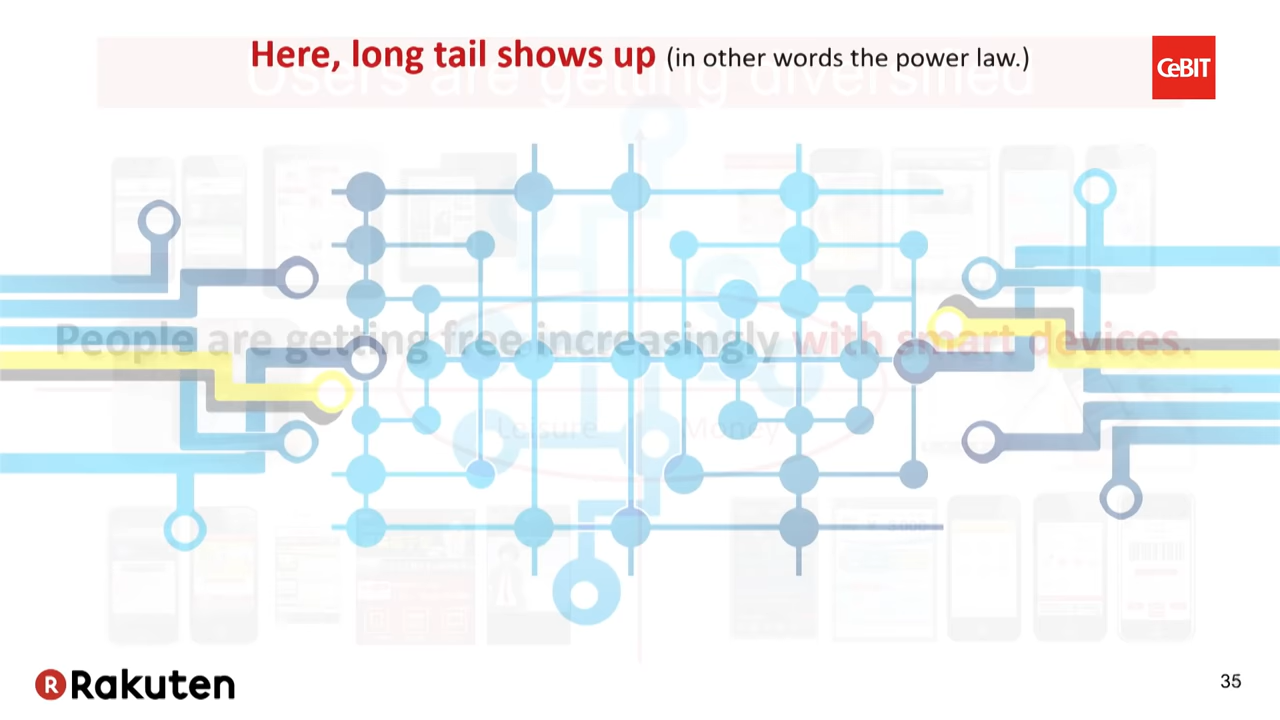 Here, long tail shows up (in other words the power law.)
CeBIT
Users are getting diversified
People are getting free increasingly with smart devices.
Leisure Money
Rakuten
35